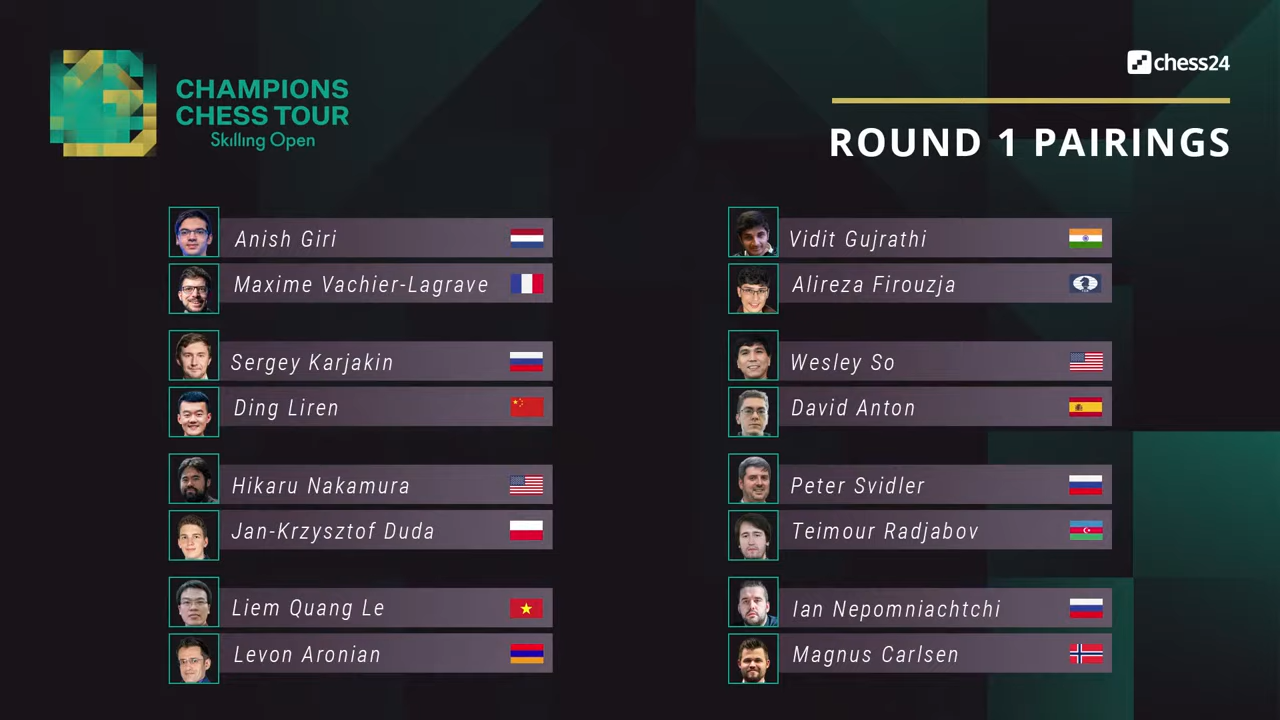 CHAMPIONS
CHESS TOUR
Skilling Open
chess24
ROUND 1 PAIRINGS
Anish Giri
Maxime Vachier-Lagrave
Sergey Karjakin
Ding Liren
Hikaru Nakamura
Jan-Krzysztof Duda
Liem Quang Le
Levon Aronian
Vidit Gujrathi
Alireza Firouzja
Wesley So
David Anton
Peter Svidler
Teimour Radjabov
Ian Nepomniachtchi
Magnus Carlsen